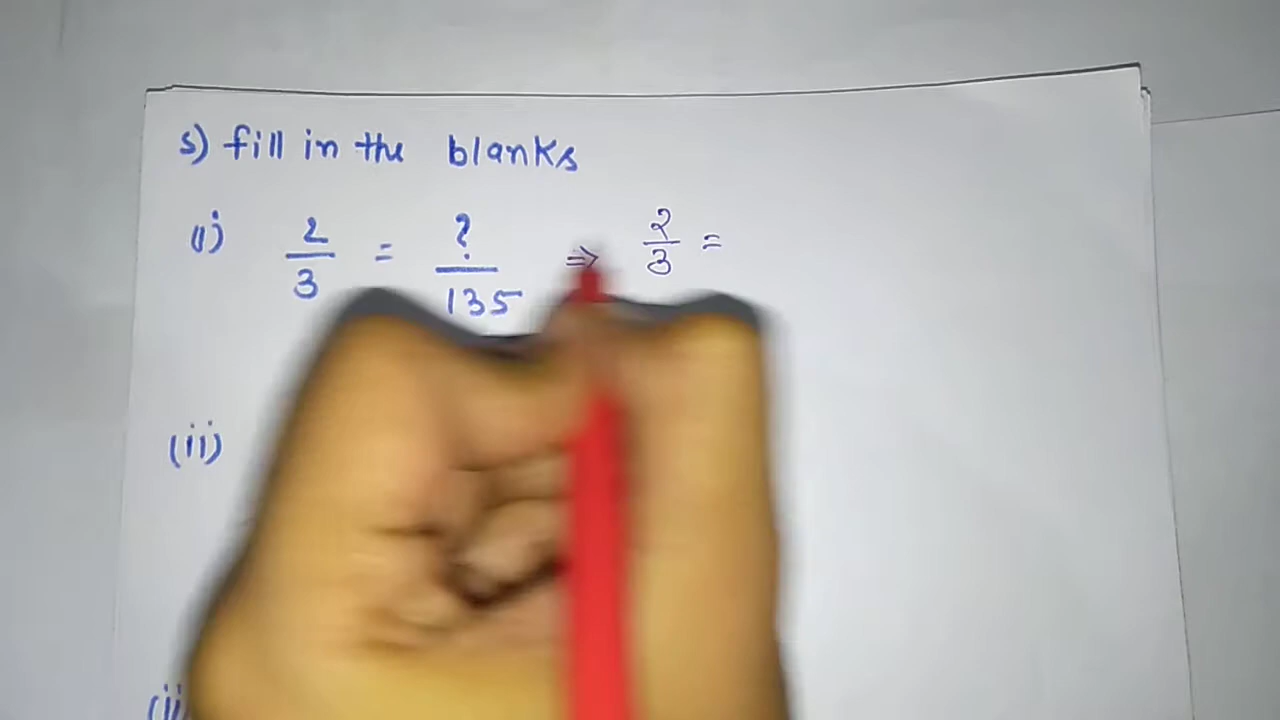 5) fill in the blanks
(i) 2/3 = ?/135 ⇒ 2/3 =
(ii)